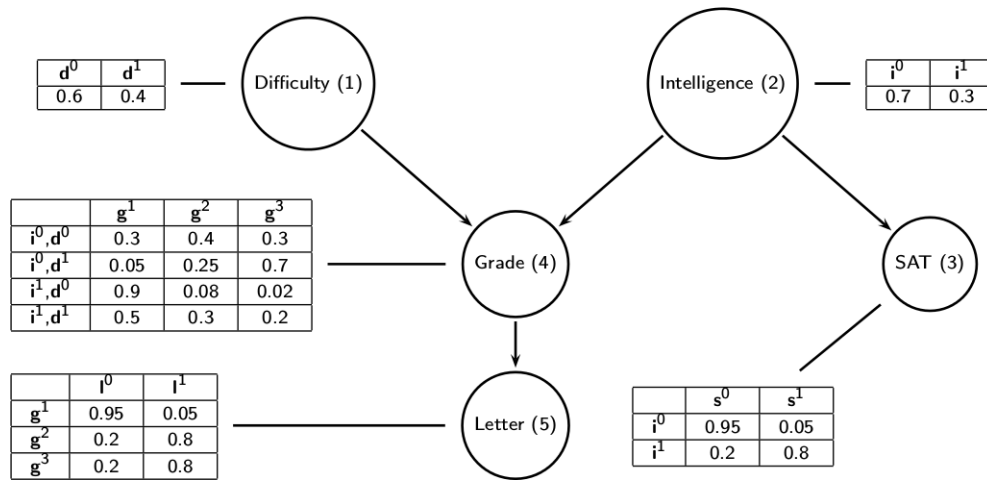 Difficulty (1)
Intelligence (2)
d⁰ d¹
0.6 0.4
i⁰ i¹
0.7 0.3
g¹ g² g³
i⁰,d⁰ 0.3 0.4 0.3
i⁰,d¹ 0.05 0.25 0.7
i¹,d⁰ 0.9 0.08 0.02
i¹,d¹ 0.5 0.3 0.2
Grade (4)
SAT (3)
l⁰ l¹
g¹ 0.95 0.05
g² 0.2 0.8
g³ 0.2 0.8
Letter (5)
s⁰ s¹
i⁰ 0.95 0.05
i¹ 0.2 0.8